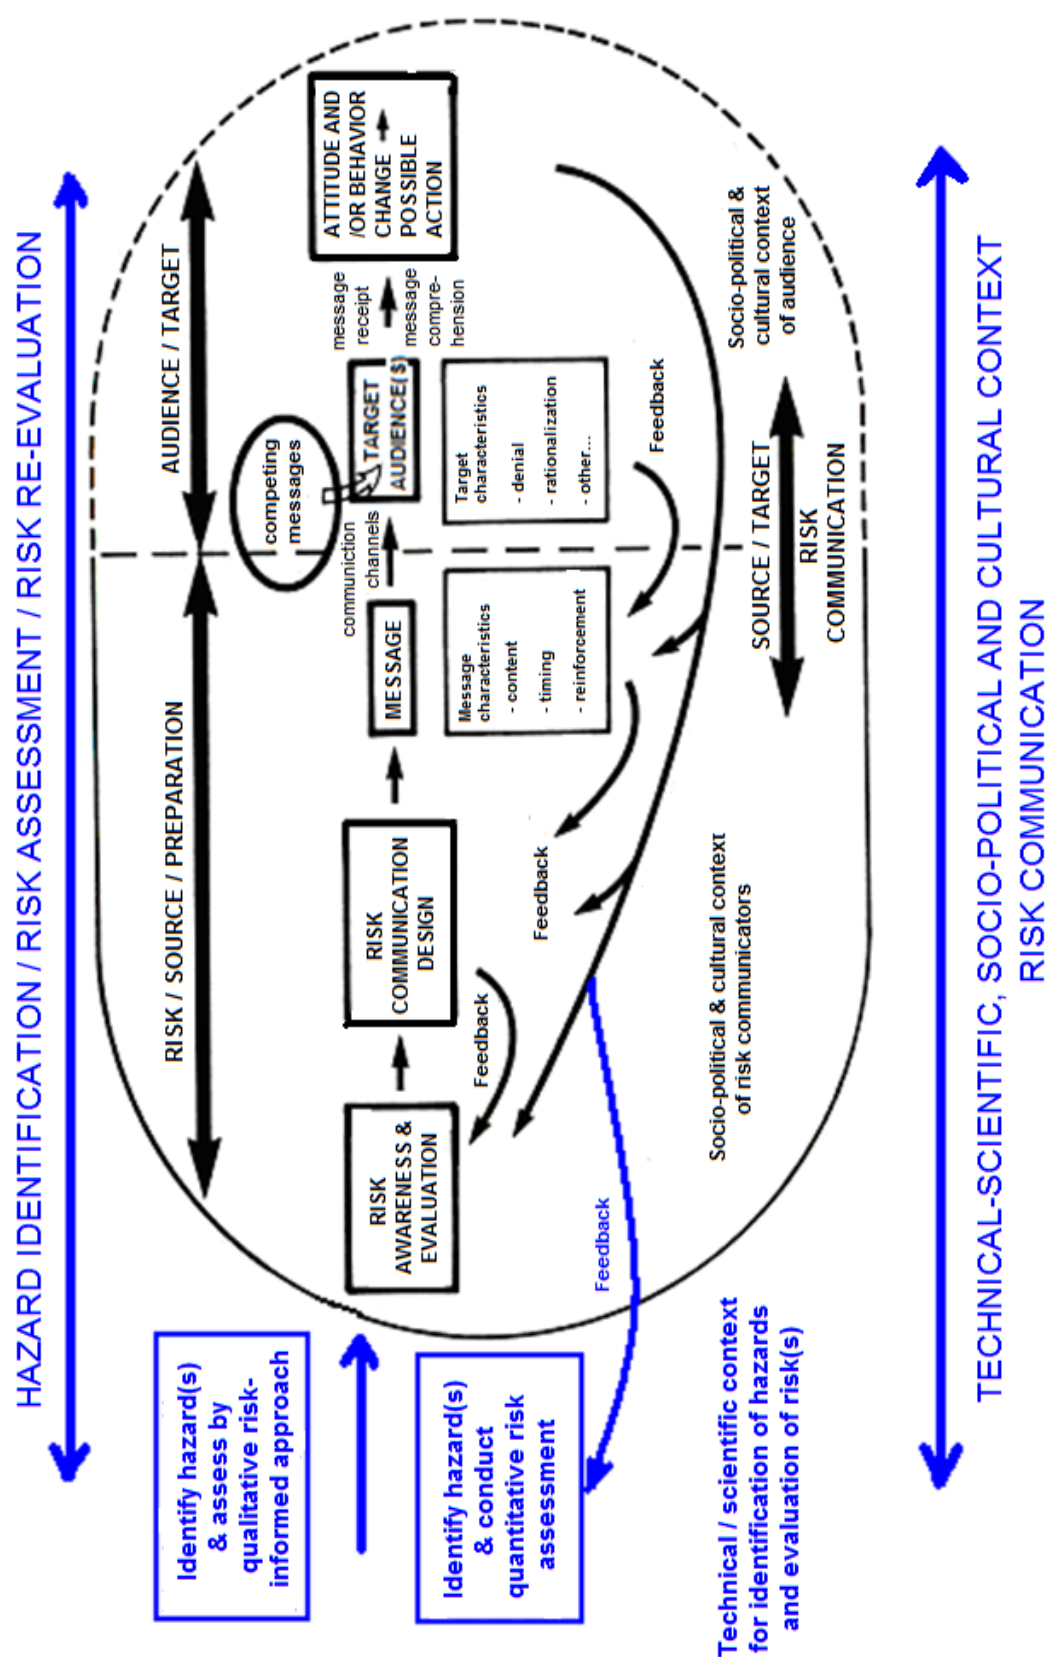 HAZARD IDENTIFICATION / RISK ASSESSMENT / RISK RE-EVALUATION
RISK / SOURCE / PREPARATION
AUDIENCE / TARGET
Identify hazard(s)
& assess by
qualitative risk-
informed approach
Identify hazard(s)
& conduct
quantitative risk
assessment
Technical / scientific context
for identification of hazards
and evaluation of risk(s)
RISK
AWARENESS &
EVALUATION
RISK
COMMUNICATION
DESIGN
MESSAGE
communiction
channels
competing
messages
TARGET
AUDIENCE(S)
message
receipt
message
compre-
hension
ATTITUDE AND
/OR BEHAVIOR
CHANGE
POSSIBLE
ACTION
Message
characteristics
- content
- timing
- reinforcement
Target
characteristics
- denial
- rationalization
- other...
Feedback
Feedback
Feedback
Feedback
Socio-political & cultural context
of risk communicators
SOURCE / TARGET
RISK
COMMUNICATION
Socio-political &
cultural context
of audience
TECHNICAL-SCIENTIFIC, SOCIO-POLITICAL AND CULTURAL CONTEXT
RISK COMMUNICATION